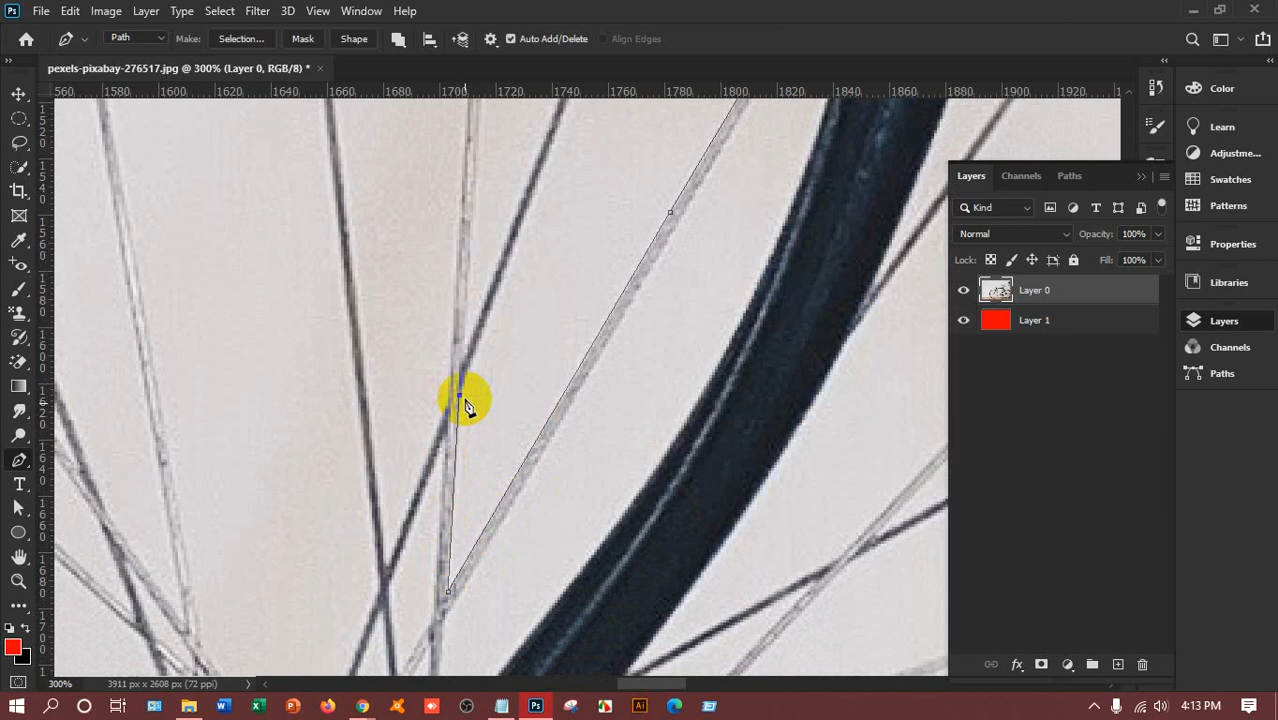 Ps File Edit Image Layer Type Select Filter 3D View Window Help
Path Make: Selection... Mask Shape Auto Add/Delete Align Edges
pexels-pixabay-276517.jpg @ 300% (Layer 0, RGB/8) * ×
560 1580 1600 1620 1640 1660 1680 1700 1720 1740 1760 1780 1800 1820 1840 1860 1880 1900 1920
Layers Channels Paths
Kind
Normal Opacity: 100%
Lock: Fill: 100%
Layer 0
Layer 1
fx
Color
Learn
Adjustme...
Swatches
Patterns
Properties
Libraries
Layers
Channels
Paths
300% 3911 px x 2608 px (72 ppi)
4:13 PM